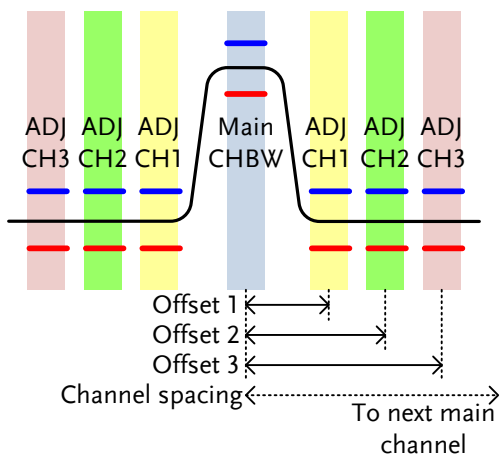 ADJ ADJ ADJ Main ADJ ADJ ADJ
CH3 CH2 CH1 CHBW CH1 CH2 CH3
Offset 1
Offset 2
Offset 3
Channel spacing
To next main
channel